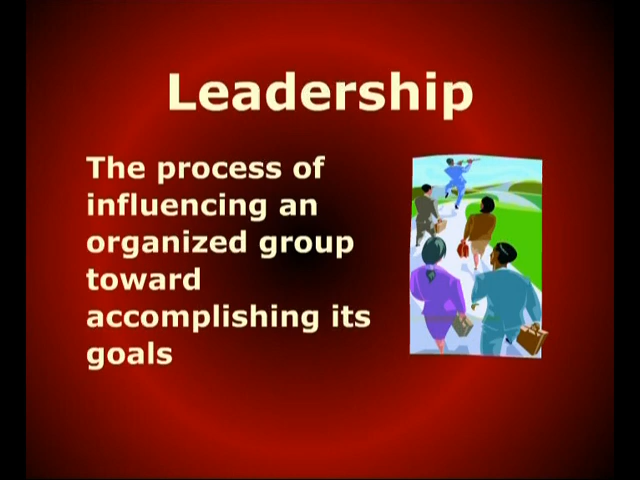 Leadership
The process of
influencing an
organized group
toward
accomplishing its
goals